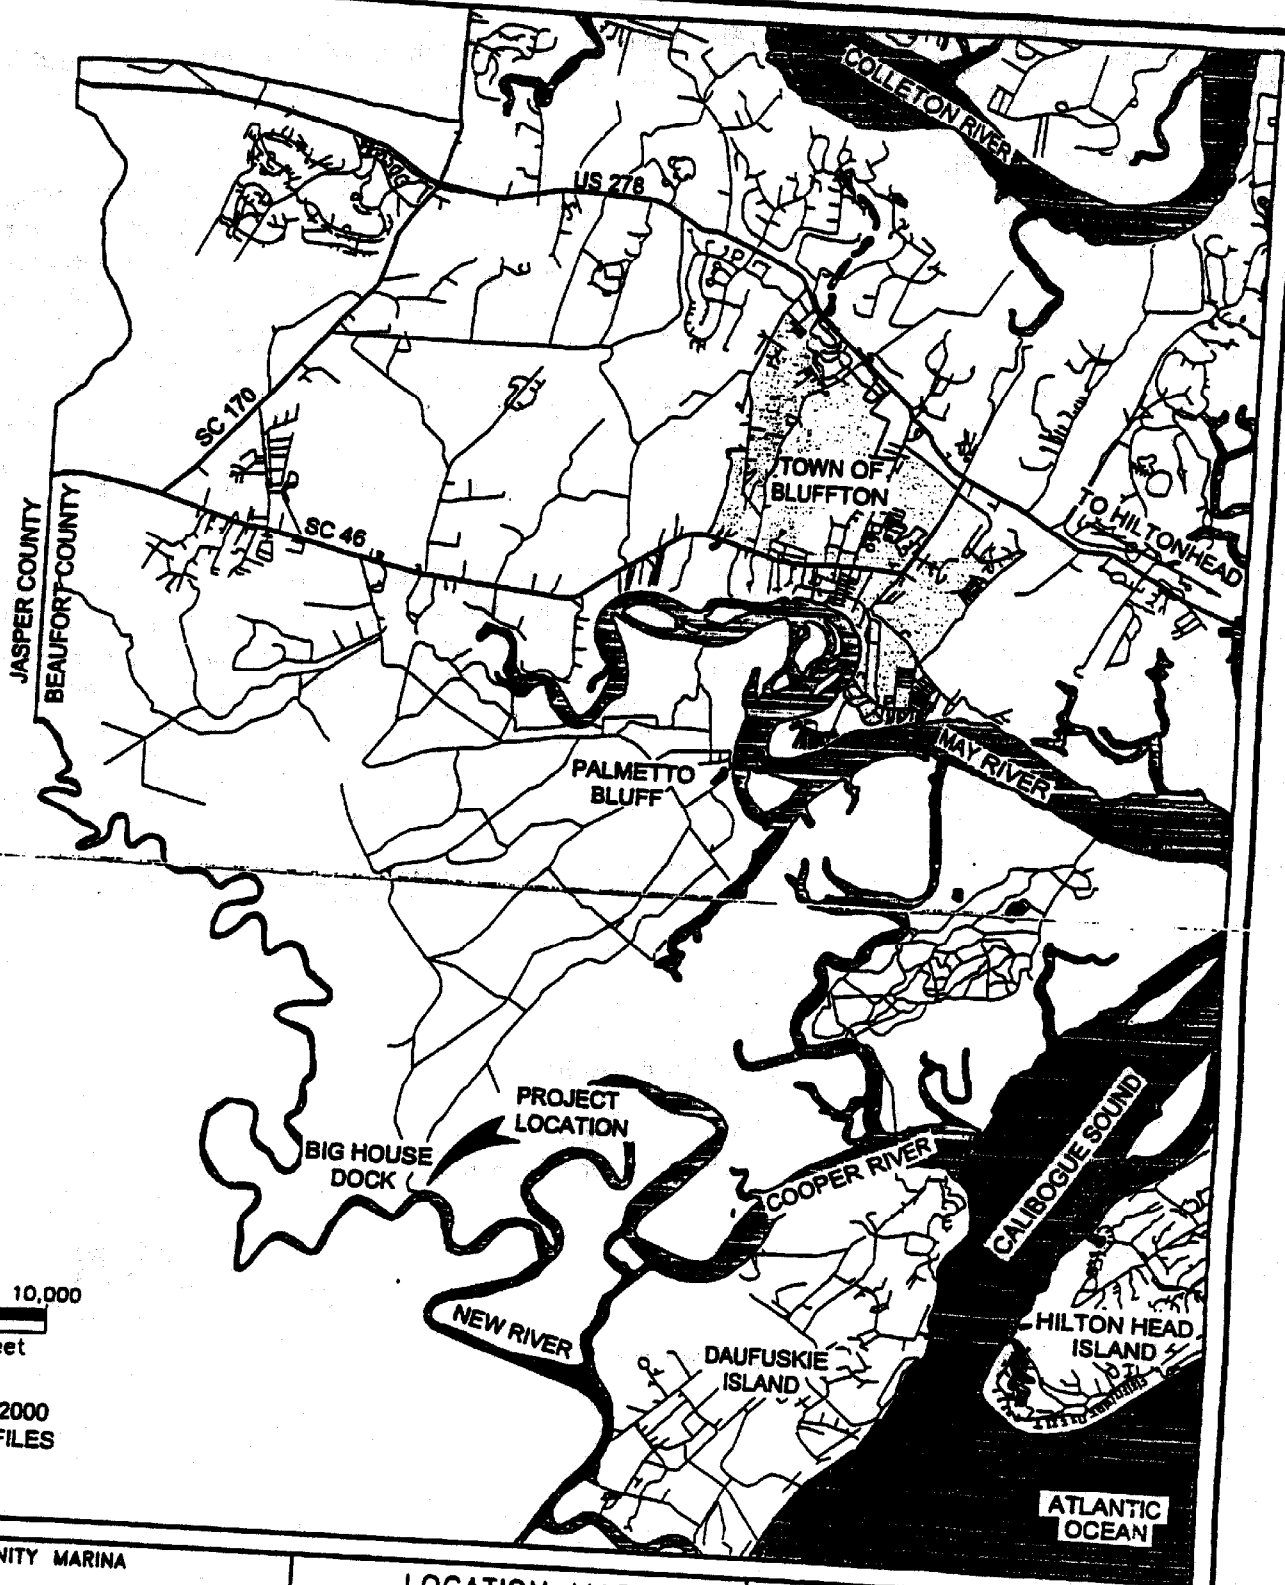 COLLETON RIVER
US 278
SC 170
TOWN OF
BLUFFTON
TO HILTONHEAD
JASPER COUNTY
BEAUFORT COUNTY
SC 46
MAY RIVER
PALMETTO
BLUFF
PROJECT
LOCATION
BIG HOUSE
DOCK
COOPER RIVER
CALIBOGUE SOUND
10,000
eet
NEW RIVER
HILTON HEAD
ISLAND
DAUFUSKIE
ISLAND
2000
FILES
ATLANTIC
OCEAN
NITY MARINA
LOCATION